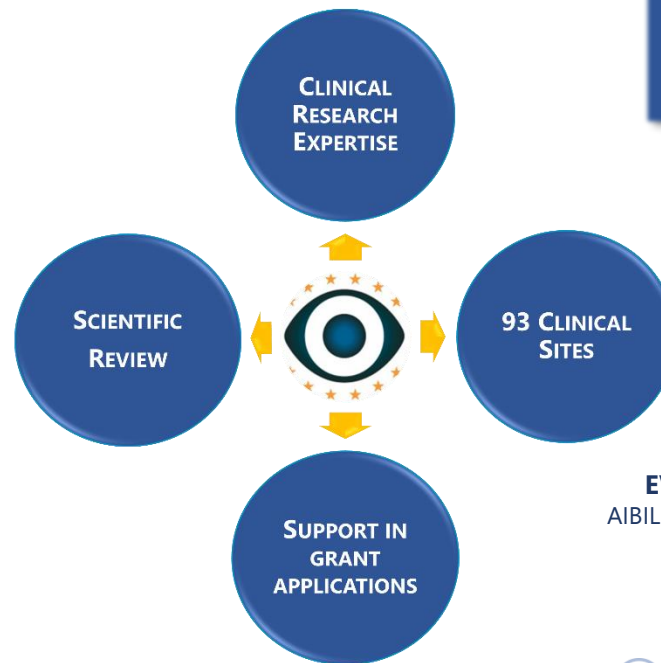 CLINICAL
RESEARCH
EXPERTISE
SCIENTIFIC
REVIEW
93 CLINICAL
SITES
SUPPORT IN
GRANT
APPLICATIONS